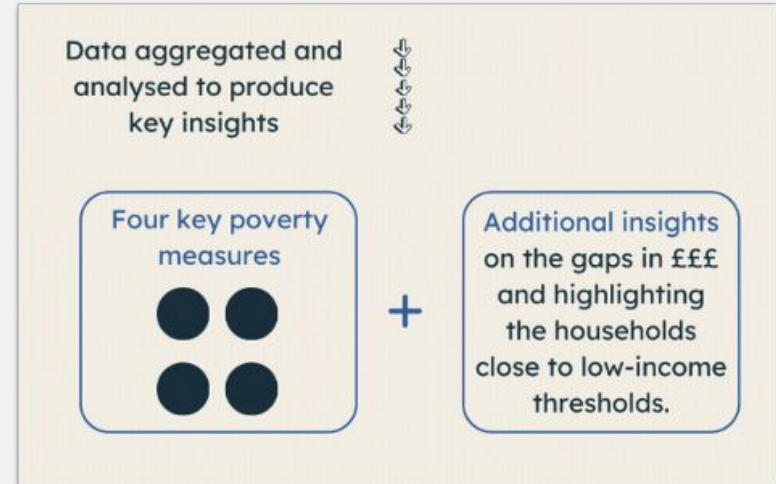 Data aggregated and
analysed to produce
key insights
Four key poverty
measures
+
Additional insights
on the gaps in £££
and highlighting
the households
close to low-income
thresholds.